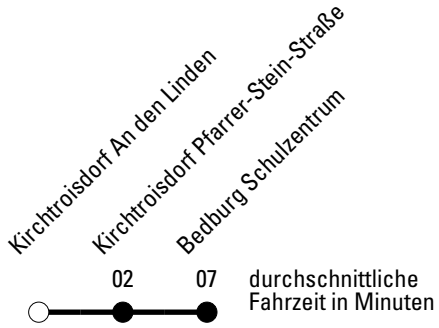 Kirchtroisdorf An den Linden
Kirchtroisdorf Pfarrer-Stein-Straße
Bedburg Schulzentrum
02 07 durchschnittliche
Fahrzeit in Minuten